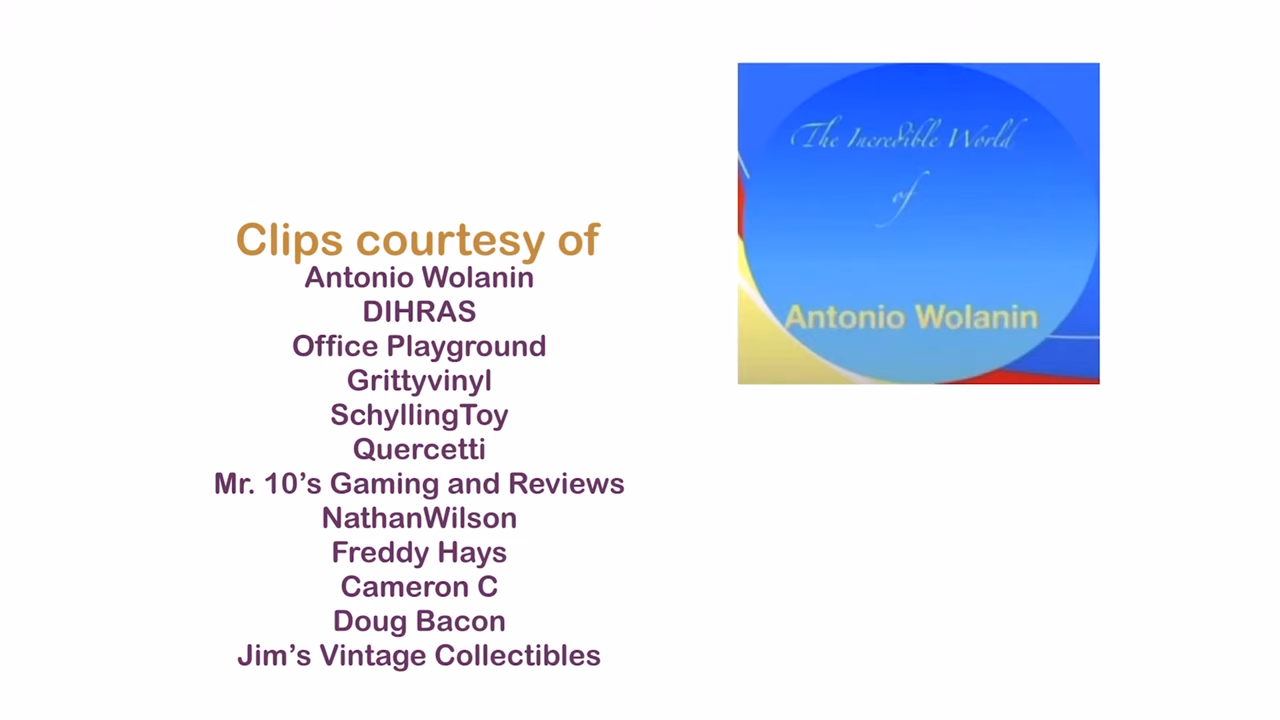 Clips courtesy of
Antonio Wolanin
DIHRAS
Office Playground
Grittyvinyl
SchyllingToy
Quercetti
Mr. 10’s Gaming and Reviews
NathanWilson
Freddy Hays
Cameron C
Doug Bacon
Jim’s Vintage Collectibles
The Incredible World
of
Antonio Wolanin